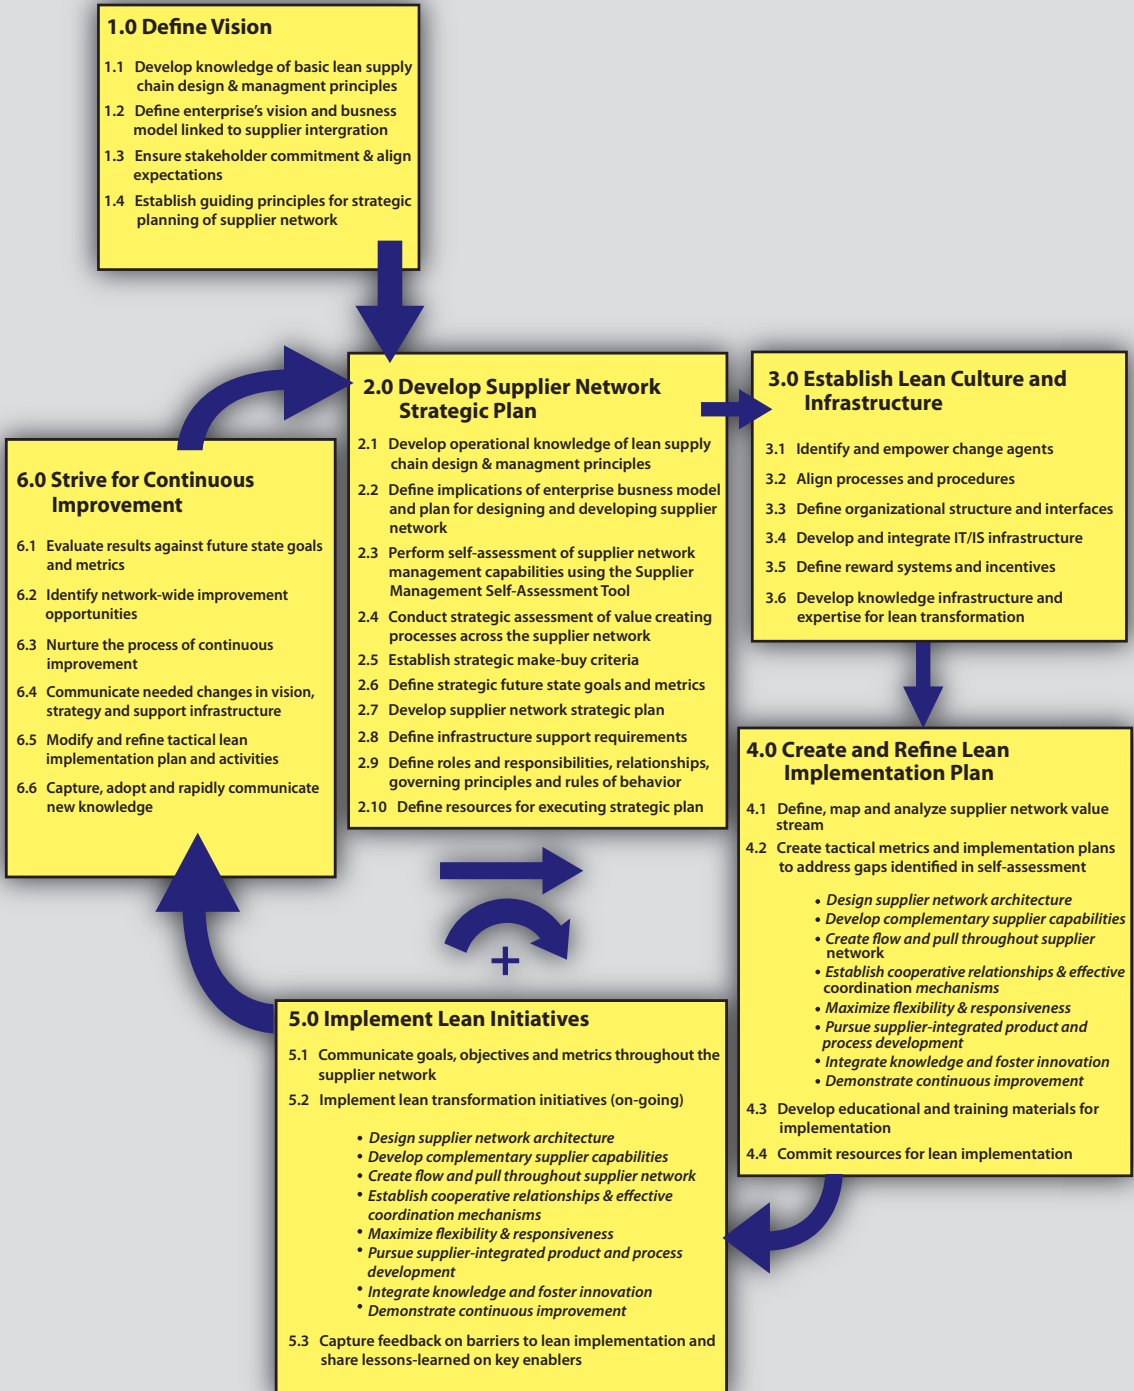 1.0 Define Vision
1.1 Develop knowledge of basic lean supply
chain design & managment principles
1.2 Define enterprise's vision and busness
model linked to supplier intergration
1.3 Ensure stakeholder commitment & align
expectations
1.4 Establish guiding principles for strategic
planning of supplier network
2.0 Develop Supplier Network
Strategic Plan
2.1 Develop operational knowledge of lean supply
chain design & managment principles
2.2 Define implications of enterprise business model
and plan for designing and developing supplier
network
2.3 Perform self-assessment of supplier network
management capabilities using the Supplier
Management Self-Assessment Tool
2.4 Conduct strategic assessment of value creating
processes across the supplier network
2.5 Establish strategic make-buy criteria
2.6 Define strategic future state goals and metrics
2.7 Develop supplier network strategic plan
2.8 Define infrastructure support requirements
2.9 Define roles and responsibilities, relationships,
governing principles and rules of behavior
2.10 Define resources for executing strategic plan
3.0 Establish Lean Culture and
Infrastructure
3.1 Identify and empower change agents
3.2 Align processes and procedures
3.3 Define organizational structure and interfaces
3.4 Develop and integrate IT/IS infrastructure
3.5 Define reward systems and incentives
3.6 Develop knowledge infrastructure and
expertise for lean transformation
4.0 Create and Refine Lean
Implementation Plan
4.1 Define, map and analyze supplier network value
stream
4.2 Create tactical metrics and implementation plans
to address gaps identified in self-assessment
• Design supplier network architecture
• Develop complementary supplier capabilities
• Create flow and pull throughout supplier
network
• Establish cooperative relationships & effective
coordination mechanisms
• Maximize flexibility & responsiveness
• Pursue supplier-integrated product and
process development
• Integrate knowledge and foster innovation
• Demonstrate continuous improvement
4.3 Develop educational and training materials for
implementation
4.4 Commit resources for lean implementation
5.0 Implement Lean Initiatives
5.1 Communicate goals, objectives and metrics throughout the
supplier network
5.2 Implement lean transformation initiatives (on-going)
• Design supplier network architecture
• Develop complementary supplier capabilities
• Create flow and pull throughout supplier network
• Establish cooperative relationships & effective
coordination mechanisms
• Maximize flexibility & responsiveness
• Pursue supplier-integrated product and process
development
• Integrate knowledge and foster innovation
• Demonstrate continuous improvement
5.3 Capture feedback on barriers to lean implementation and
share lessons-learned on key enablers
6.0 Strive for Continuous
Improvement
6.1 Evaluate results against future state goals
and metrics
6.2 Identify network-wide improvement
opportunities
6.3 Nurture the process of continuous
improvement
6.4 Communicate needed changes in vision,
strategy and support infrastructure
6.5 Modify and refine tactical lean
implementation plan and activities
6.6 Capture, adopt and rapidly communicate
new knowledge
+